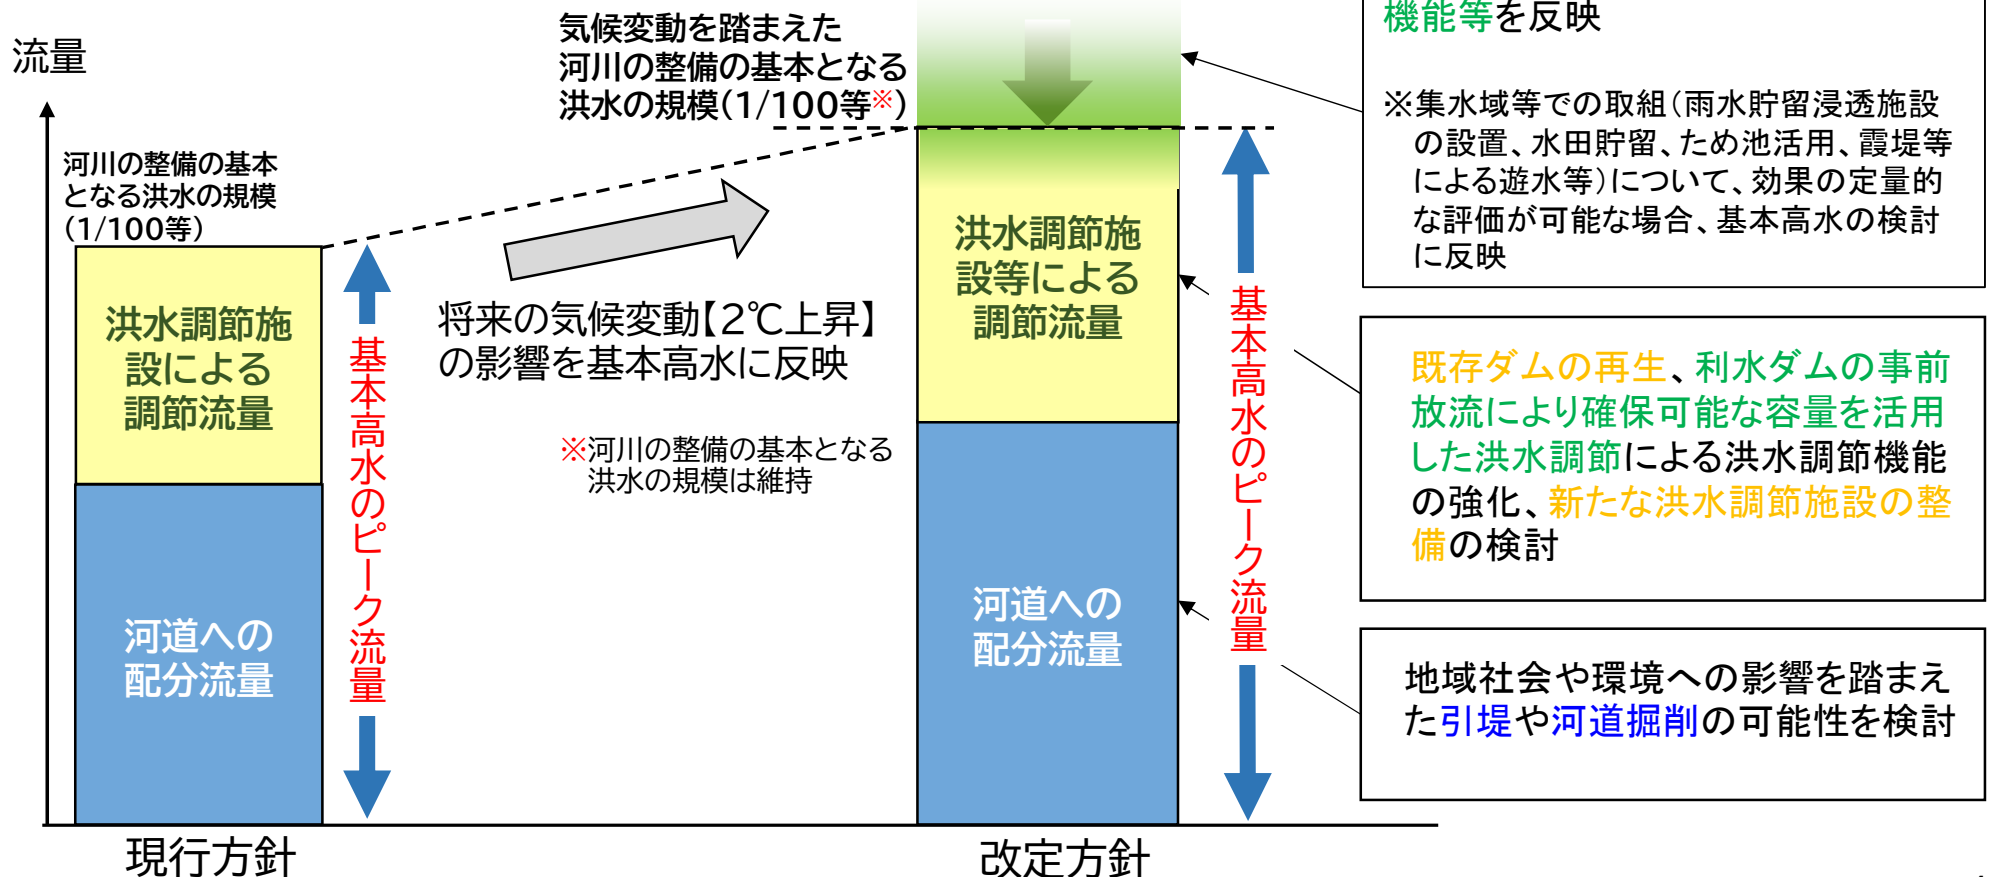 流量
河川の整備の基本
となる洪水の規模
(1/100等)
洪水調節施
設による
調節流量
河道への
配分流量
基本高水のピーク流量
現行方針
気候変動を踏まえた
河川の整備の基本となる
洪水の規模(1/100等※)
将来の気候変動【2℃上昇】
の影響を基本高水に反映
※河川の整備の基本となる
洪水の規模は維持
洪水調節施
設等による
調節流量
河道への
配分流量
基本高水のピーク流量
改定方針
機能等を反映
※集水域等での取組(雨水貯留浸透施設
の設置、水田貯留、ため池活用、霞堤等
による遊水等)について、効果の定量的
な評価が可能な場合、基本高水の検討
に反映
既存ダムの再生、利水ダムの事前
放流により確保可能な容量を活用
した洪水調節による洪水調節機能
の強化、新たな洪水調節施設の整
備の検討
地域社会や環境への影響を踏まえ
た引堤や河道掘削の可能性を検討